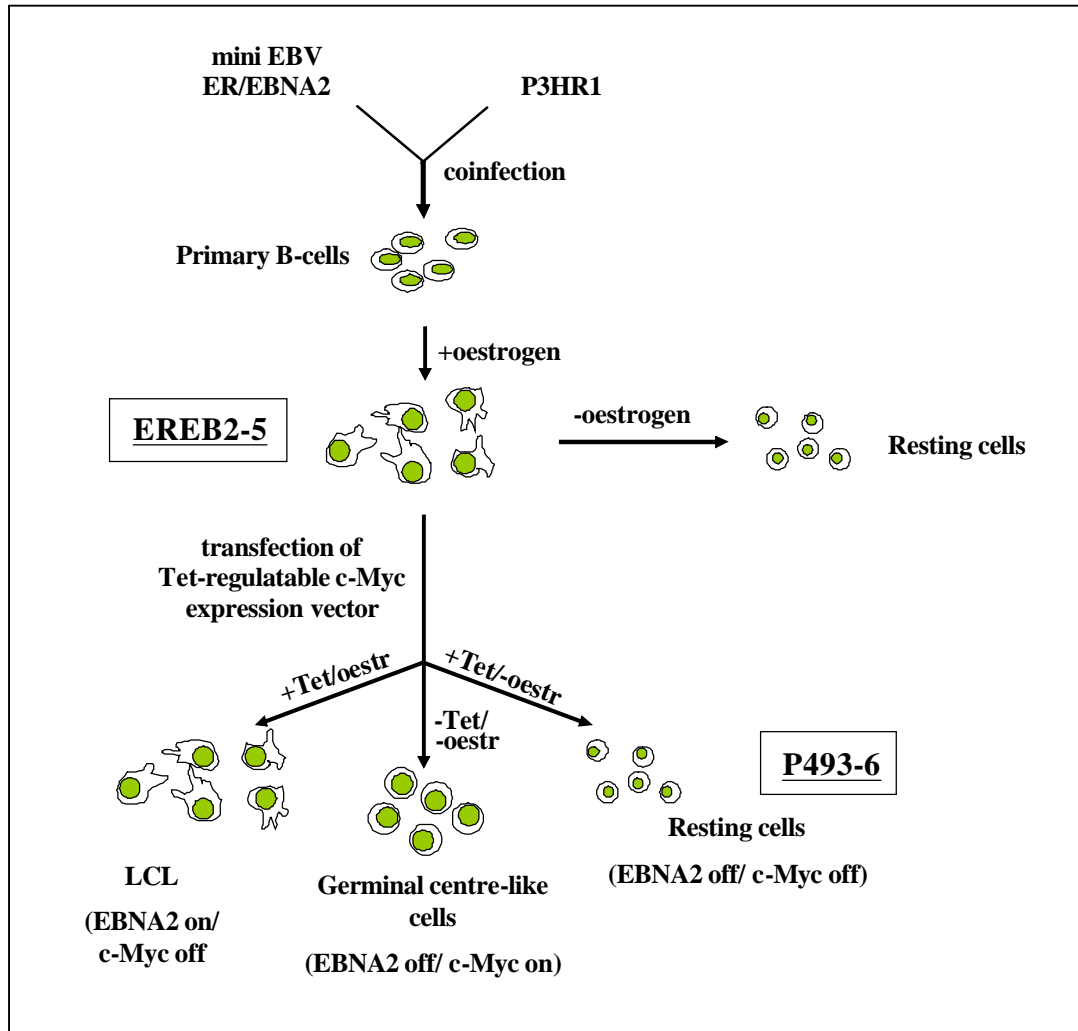 mini EBV
ER/EBNA2
P3HR1
coinfection
Primary B-cells
+oestrogen
EREB2-5
-oestrogen
Resting cells
transfection of
Tet-regulatable c-Myc
expression vector
+Tet/oestr
+Tet/-oestr
-Tet/
-oestr
P493-6
LCL
(EBNA2 on/
c-Myc off
Germinal centre-like
cells
(EBNA2 off/ c-Myc on)
Resting cells
(EBNA2 off/ c-Myc off)